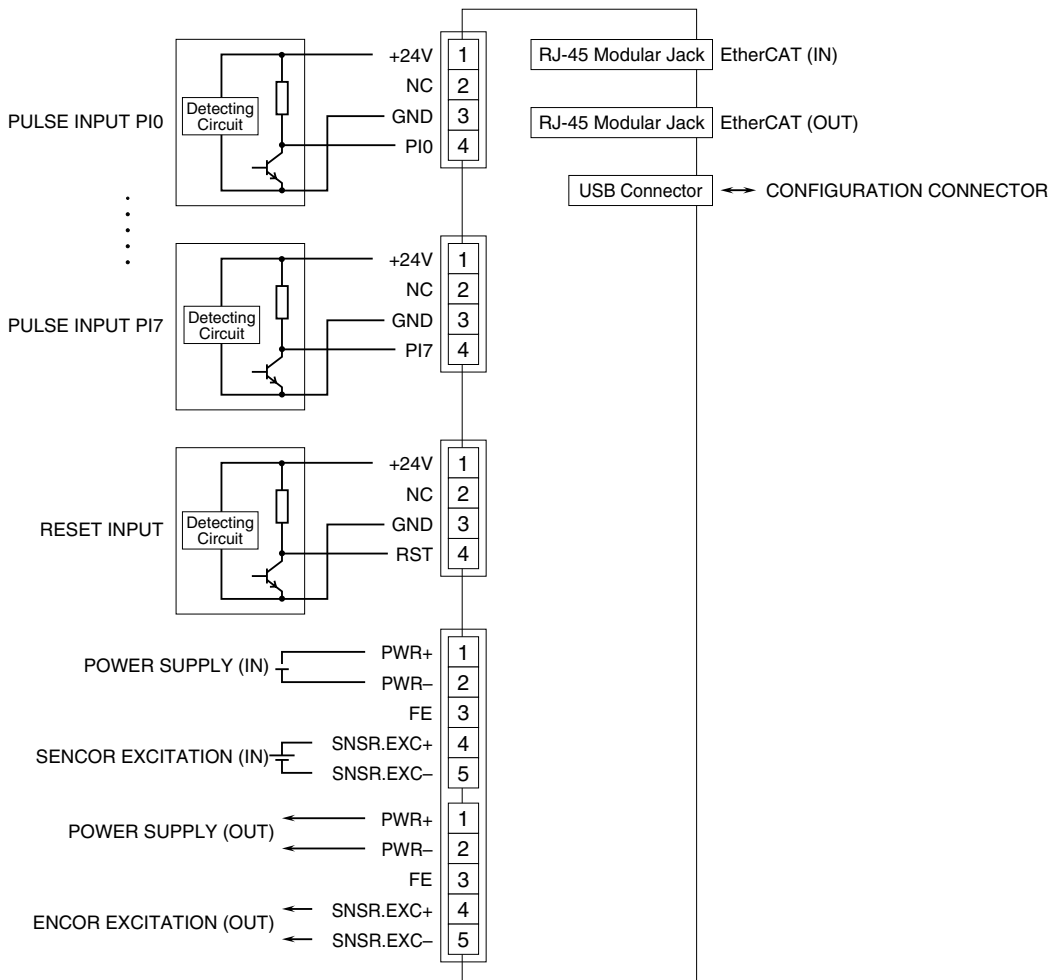 PULSE INPUT PI0
Detecting
Circuit
+24V 1
NC 2
GND 3
PI0 4
RJ-45 Modular Jack EtherCAT (IN)
RJ-45 Modular Jack EtherCAT (OUT)
USB Connector CONFIGURATION CONNECTOR
PULSE INPUT PI7
Detecting
Circuit
+24V 1
NC 2
GND 3
PI7 4
RESET INPUT
Detecting
Circuit
+24V 1
NC 2
GND 3
RST 4
POWER SUPPLY (IN)
PWR+ 1
PWR– 2
FE 3
SENCOR EXCITATION (IN)
SNSR.EXC+ 4
SNSR.EXC– 5
POWER SUPPLY (OUT)
PWR+ 1
PWR– 2
FE 3
ENCOR EXCITATION (OUT)
SNSR.EXC+ 4
SNSR.EXC– 5